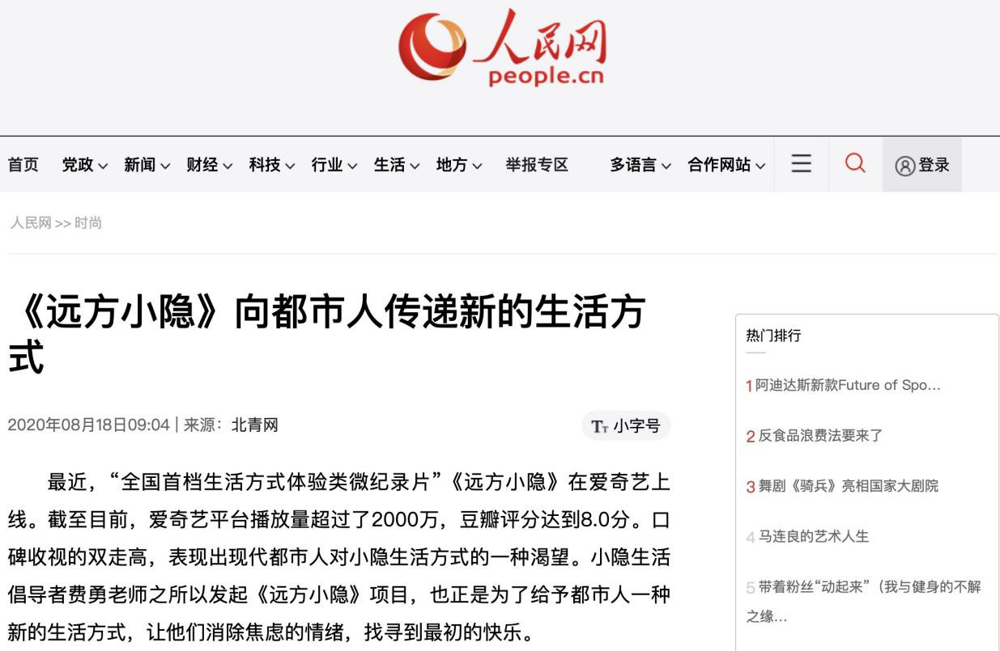 人民网
people.cn
首页 党政 新闻 财经 科技 行业 生活 地方 举报专区 多语言 合作网站 登录
人民网 >> 时尚
《远方小隐》向都市人传递新的生活方
式
2020年08月18日09:04 | 来源：北青网
TT 小字号
最近，“全国首档生活方式体验类微纪录片”《远方小隐》在爱奇艺上
线。截至目前，爱奇艺平台播放量超过了2000万，豆瓣评分达到8.0分。口
碑收视的双走高，表现出现代都市人对小隐生活方式的一种渴望。小隐生活
倡导者费勇老师之所以发起《远方小隐》项目，也正是为了给予都市人一种
新的生活方式，让他们消除焦虑的情绪，找寻到最初的快乐。
热门排行
1 阿迪达斯新款Future of Spo...
2 反食品浪费法要来了
3 舞剧《骑兵》亮相国家大剧院
4 马连良的艺术人生
5 带着粉丝“动起来”（我与健身的不解
之缘...